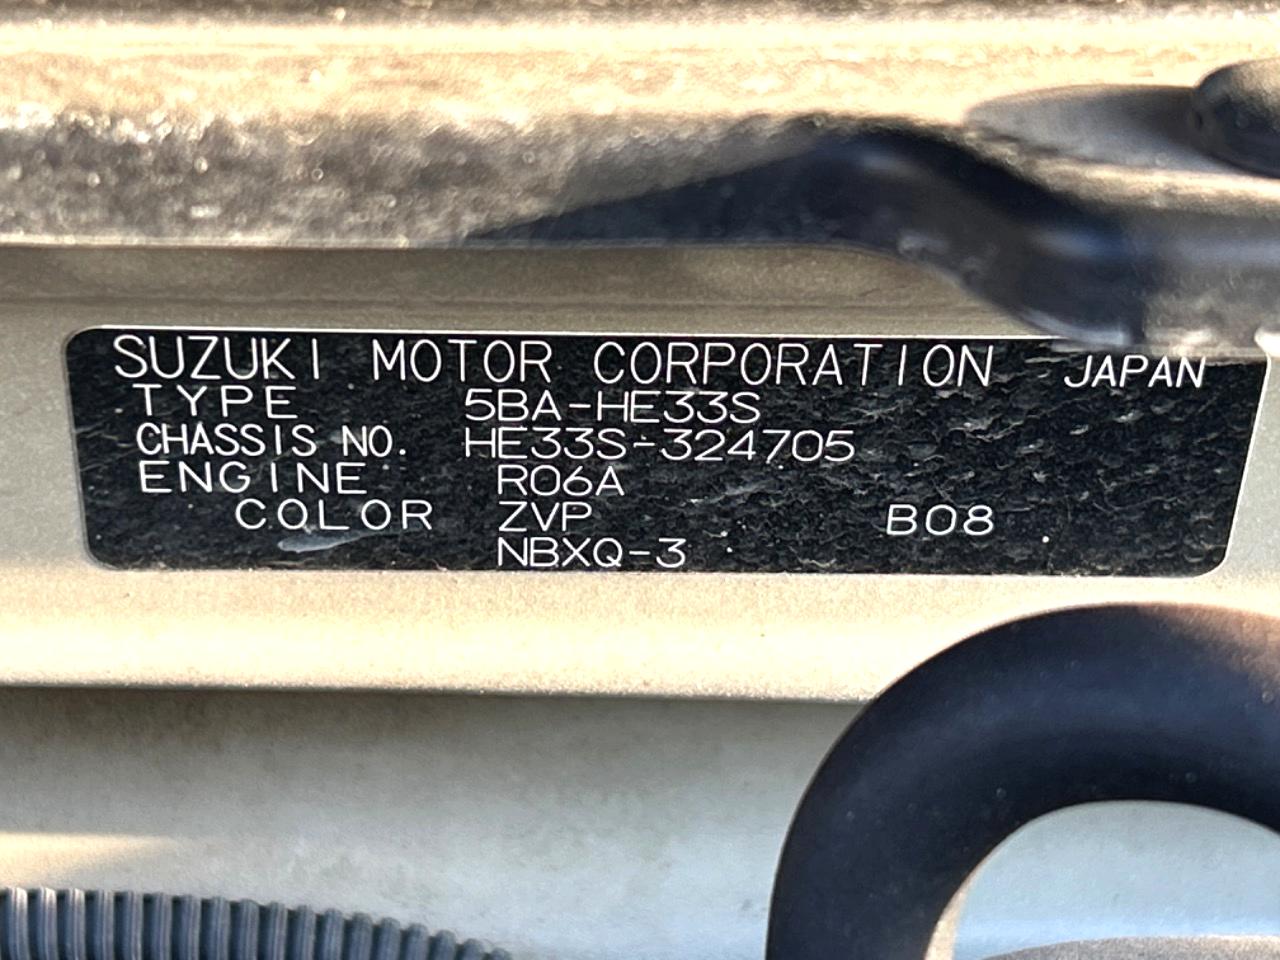 SUZUKI MOTOR CORPORATION JAPAN
TYPE 5BA-HE33S
CHASSIS NO. HE33S-324705
ENGINE R06A
COLOR ZVP B08
NBXQ-3